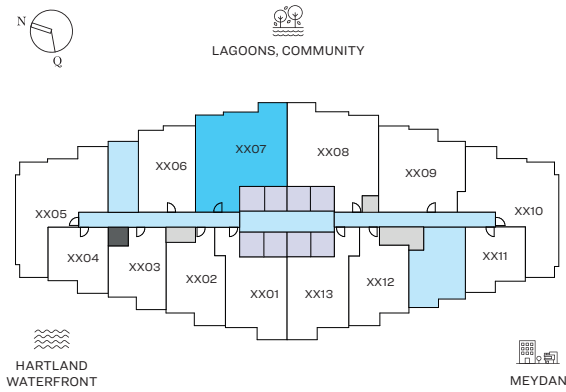 N
Q
LAGOONS, COMMUNITY
XX07
XX08
XX06
XX09
XX05
XX10
XX04
XX03
XX02
XX01
XX13
XX12
XX11
HARTLAND
WATERFRONT
MEYDAN